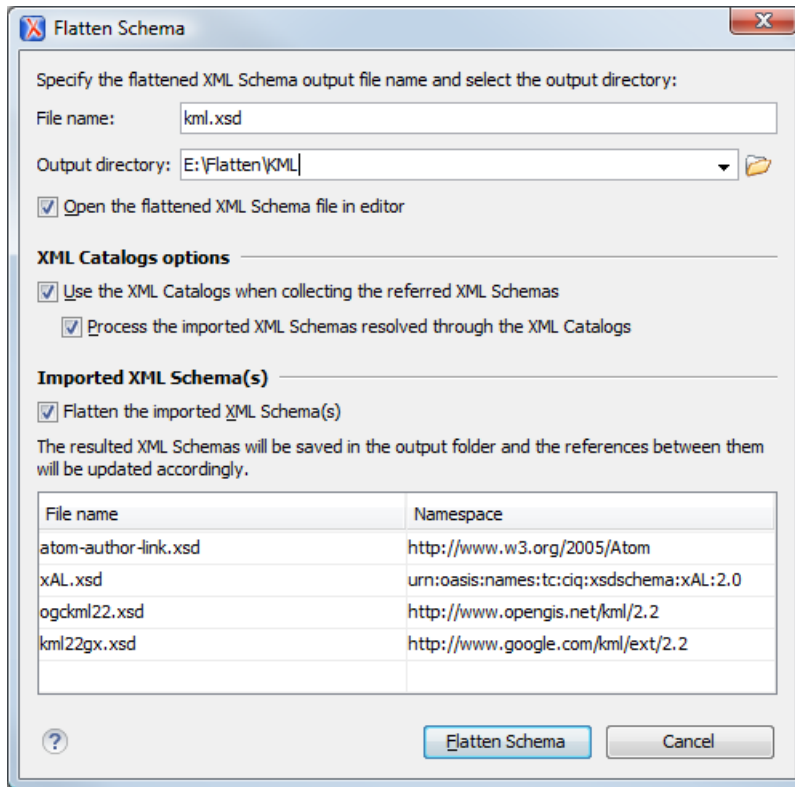 Flatten Schema
Specify the flattened XML Schema output file name and select the output directory:
File name: kml.xsd
Output directory: E:\Flatten\KML
Open the flattened XML Schema file in editor
XML Catalogs options
Use the XML Catalogs when collecting the referred XML Schemas
Process the imported XML Schemas resolved through the XML Catalogs
Imported XML Schema(s)
Flatten the imported XML Schema(s)
The resulted XML Schemas will be saved in the output folder and the references between them
will be updated accordingly.
File name Namespace
atom-author-link.xsd http://www.w3.org/2005/Atom
xAL.xsd urn:oasis:names:tc:ciq:xsdschema:xAL:2.0
ogckml22.xsd http://www.opengis.net/kml/2.2
kml22gx.xsd http://www.google.com/kml/ext/2.2
? Flatten Schema Cancel